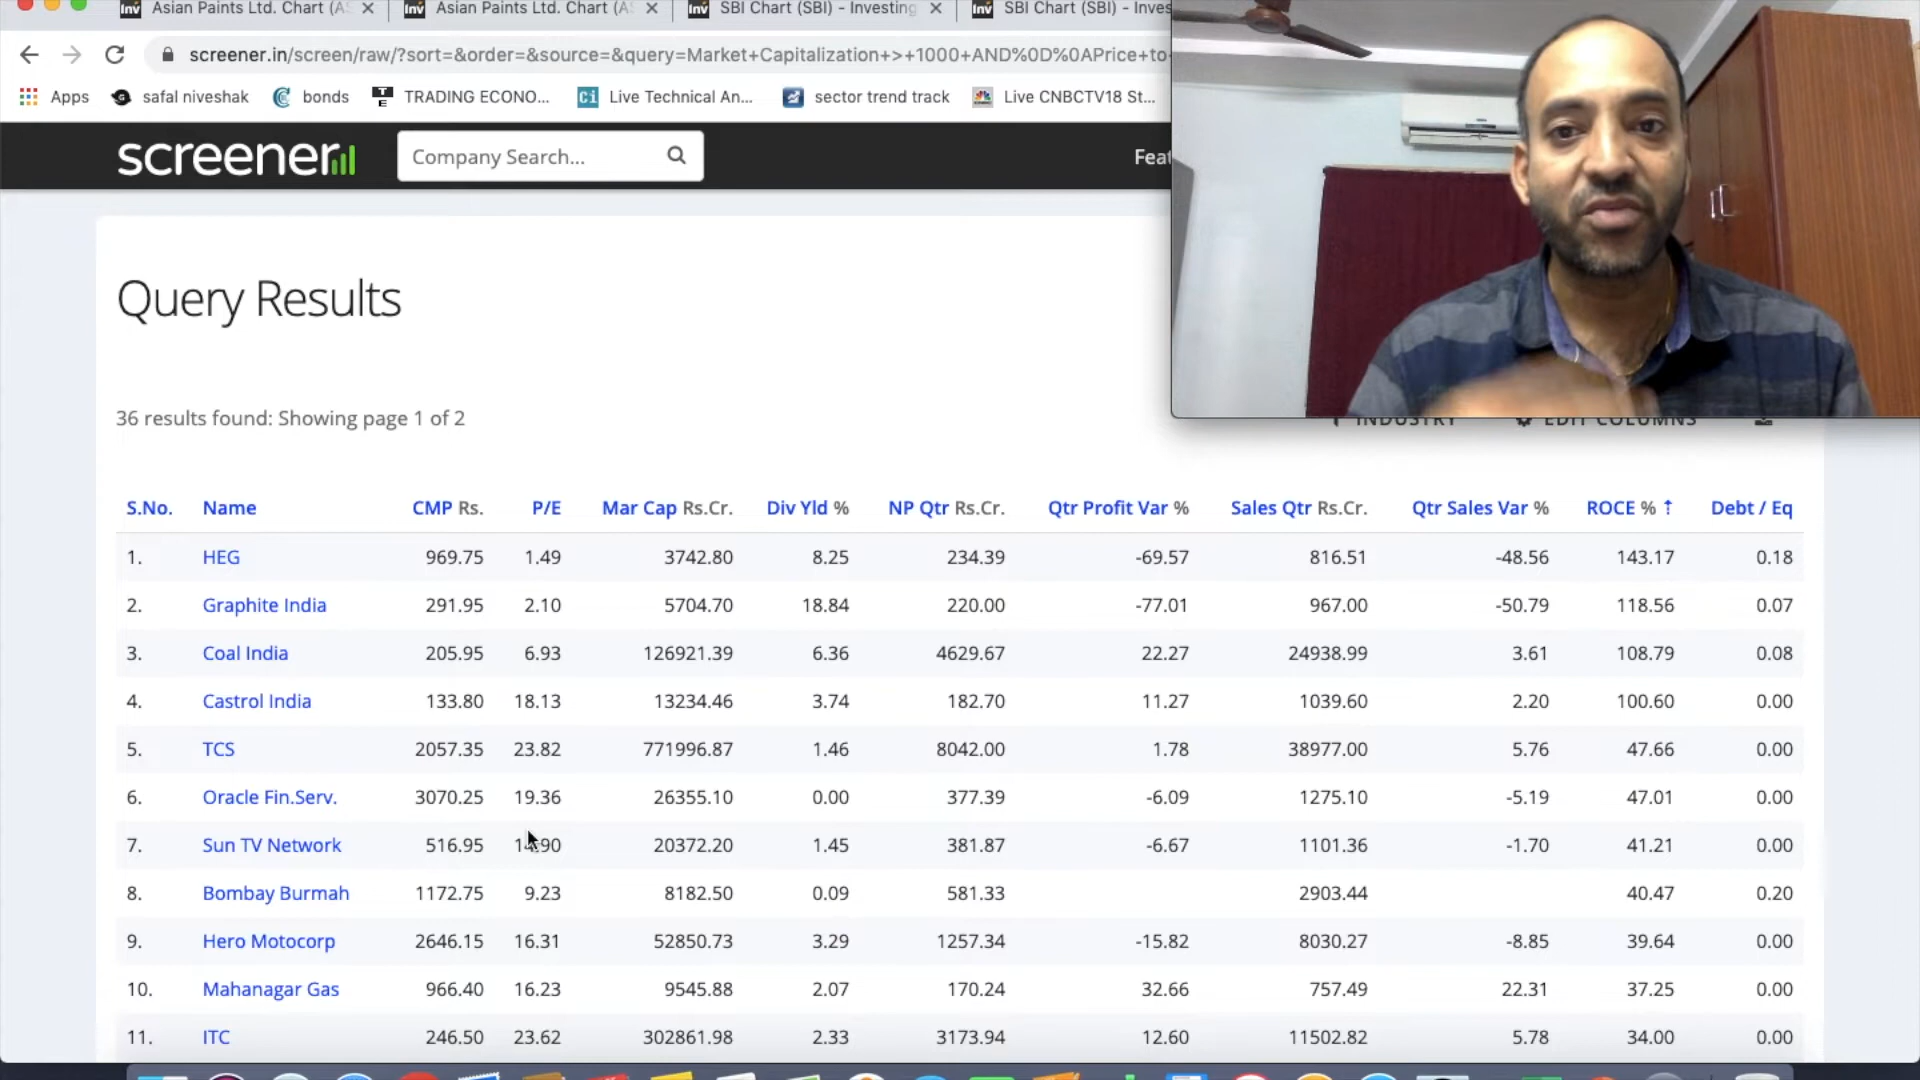 Asian Paints Ltd. Chart (AS Asian Paints Ltd. Chart (AS SBI Chart (SBI) - Investing SBI Chart (SBI) - Inves
screener.in/screen/raw/?sort=&order=&source=&query=Market+Capitalization+>+1000+AND%0D%0APrice+to
Apps safal niveshak bonds TRADING ECONO... Live Technical An... sector trend track Live CNBCTV18 St...
screener Company Search... Feat
Query Results
36 results found: Showing page 1 of 2 INDUSTRY EDIT COLUMNS
S.No. Name CMP Rs. P/E Mar Cap Rs.Cr. Div Yld % NP Qtr Rs.Cr. Qtr Profit Var % Sales Qtr Rs.Cr. Qtr Sales Var % ROCE % ↑ Debt / Eq
1. HEG 969.75 1.49 3742.80 8.25 234.39 -69.57 816.51 -48.56 143.17 0.18
2. Graphite India 291.95 2.10 5704.70 18.84 220.00 -77.01 967.00 -50.79 118.56 0.07
3. Coal India 205.95 6.93 126921.39 6.36 4629.67 22.27 24938.99 3.61 108.79 0.08
4. Castrol India 133.80 18.13 13234.46 3.74 182.70 11.27 1039.60 2.20 100.60 0.00
5. TCS 2057.35 23.82 771996.87 1.46 8042.00 1.78 38977.00 5.76 47.66 0.00
6. Oracle Fin.Serv. 3070.25 19.36 26355.10 0.00 377.39 -6.09 1275.10 -5.19 47.01 0.00
7. Sun TV Network 516.95 20372.20 1.45 381.87 -6.67 1101.36 -1.70 41.21 0.00
8. Bombay Burmah 1172.75 9.23 8182.50 0.09 581.33 2903.44 40.47 0.20
9. Hero Motocorp 2646.15 16.31 52850.73 3.29 1257.34 -15.82 8030.27 -8.85 39.64 0.00
10. Mahanagar Gas 966.40 16.23 9545.88 2.07 170.24 32.66 757.49 22.31 37.25 0.00
11. ITC 246.50 23.62 302861.98 2.33 3173.94 12.60 11502.82 5.78 34.00 0.00